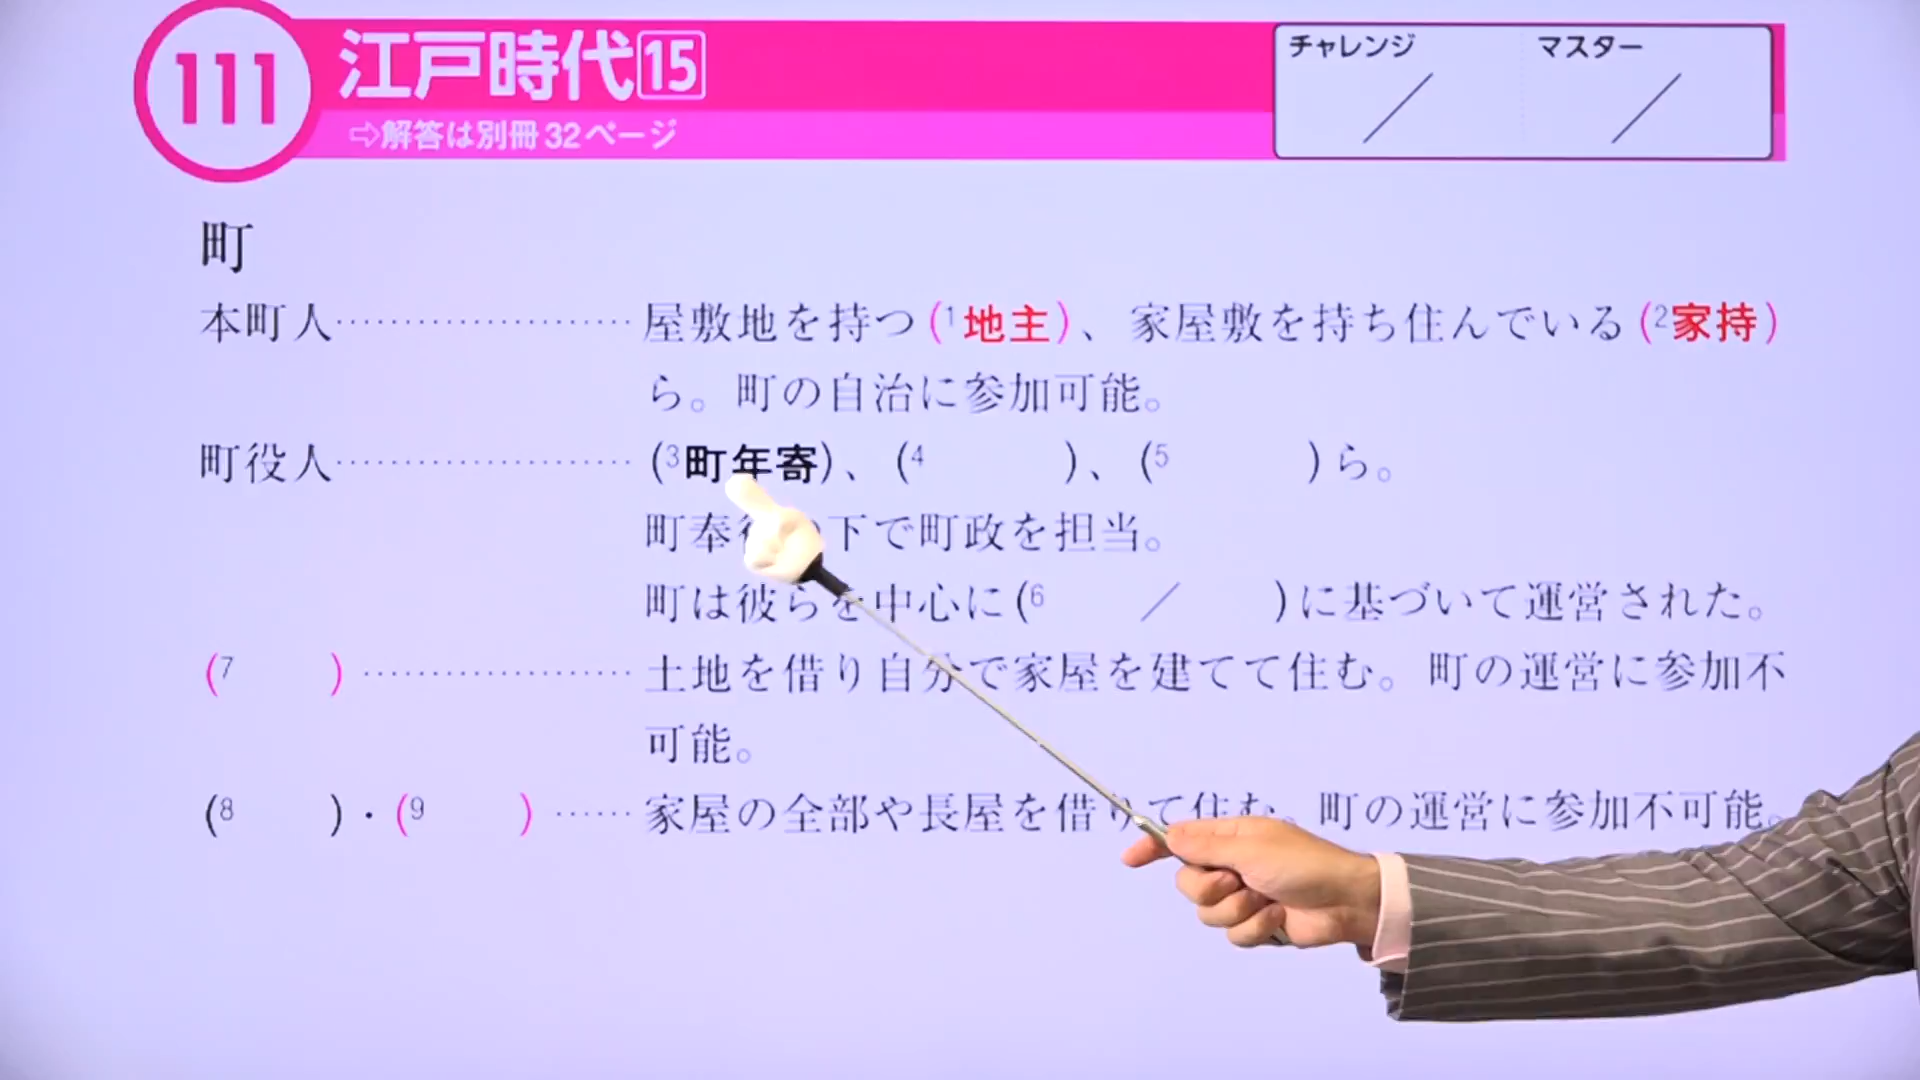 111 江戸時代15
⇨解答は別冊32ページ
チャレンジ マスター
／ ／
町
本町人…………………屋敷地を持つ(1地主)、家屋敷を持ち住んでいる(2家持)
ら。町の自治に参加可能。
町役人…………………(3町年寄)、(4 )、(5 )ら。
町奉 下で町政を担当。
町は彼らを中心に(6 ／ )に基づいて運営された。
(7 )…………………土地を借り自分で家屋を建てて住む。町の運営に参加不
可能。
(8 )・(9 )……家屋の全部や長屋を借りて住む。町の運営に参加不可能。